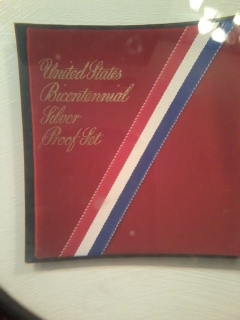 United States
Bicentennial
Silver
Proof Set